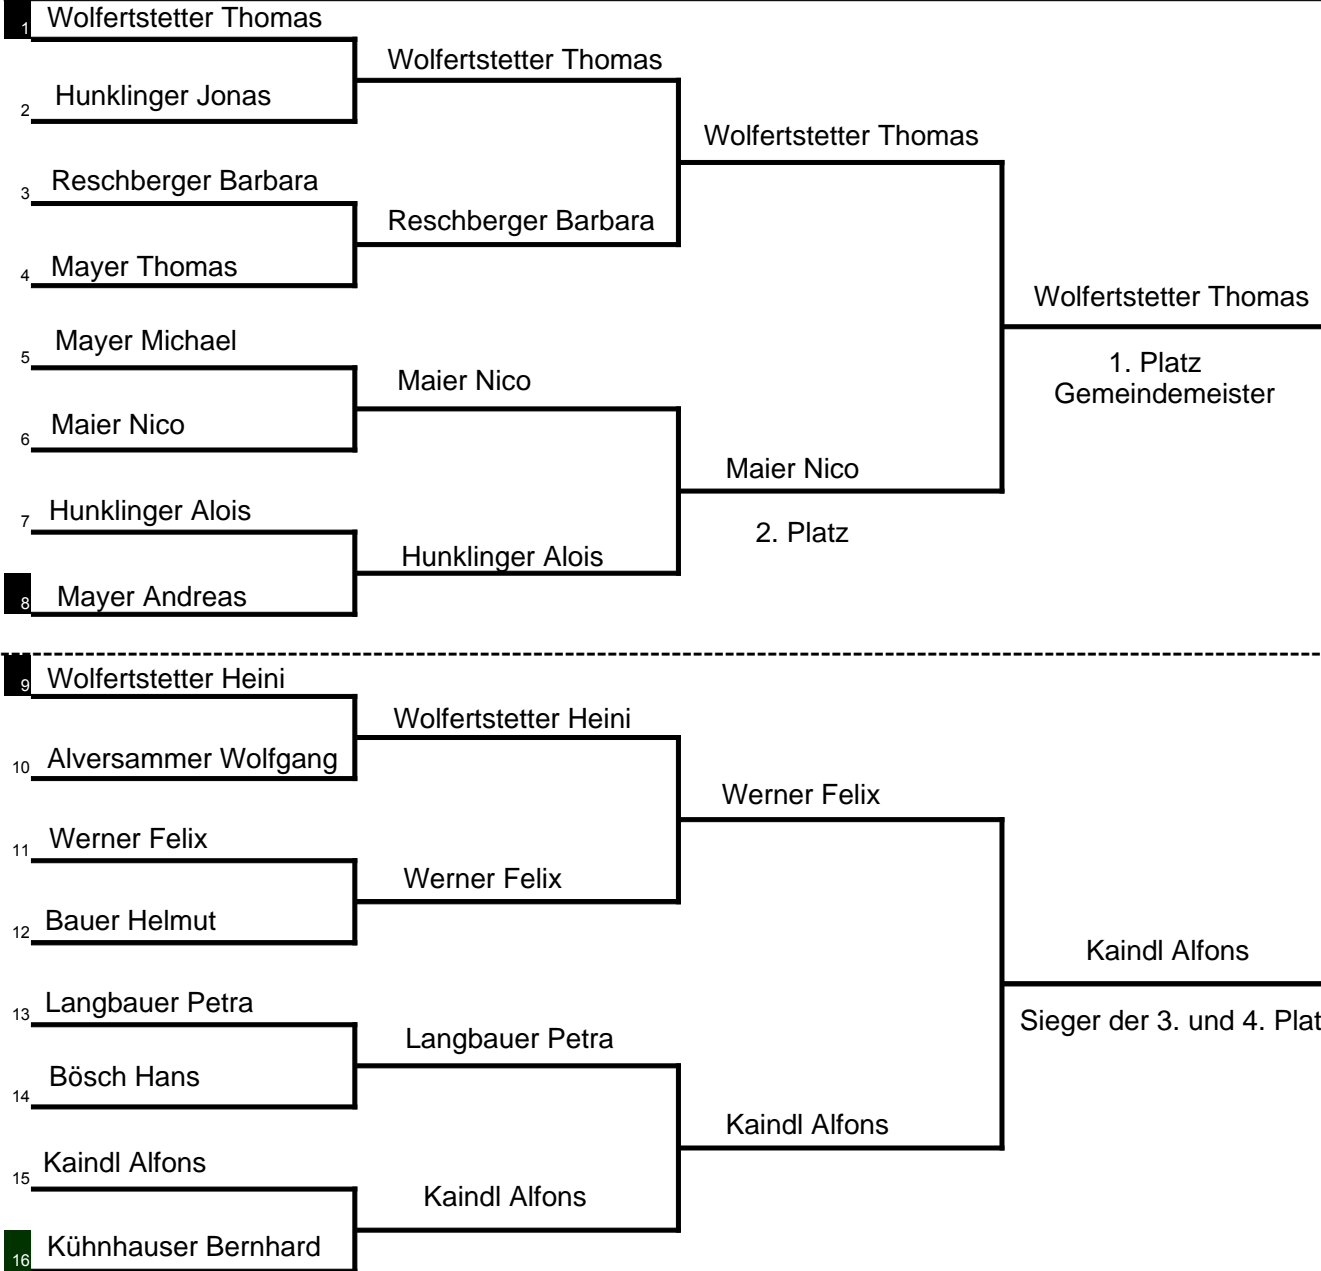 1 Wolfertstetter Thomas
Wolfertstetter Thomas
2 Hunklinger Jonas
Wolfertstetter Thomas
3 Reschberger Barbara
Reschberger Barbara
4 Mayer Thomas
Wolfertstetter Thomas
5 Mayer Michael
1. Platz
Gemeindemeister
Maier Nico
6 Maier Nico
Maier Nico
7 Hunklinger Alois
2. Platz
Hunklinger Alois
8 Mayer Andreas
9 Wolfertstetter Heini
Wolfertstetter Heini
10 Alversammer Wolfgang
Werner Felix
11 Werner Felix
Werner Felix
12 Bauer Helmut
Kaindl Alfons
13 Langbauer Petra
Sieger der 3. und 4. Plat
Langbauer Petra
14 Bösch Hans
Kaindl Alfons
15 Kaindl Alfons
Kaindl Alfons
16 Kühnhauser Bernhard